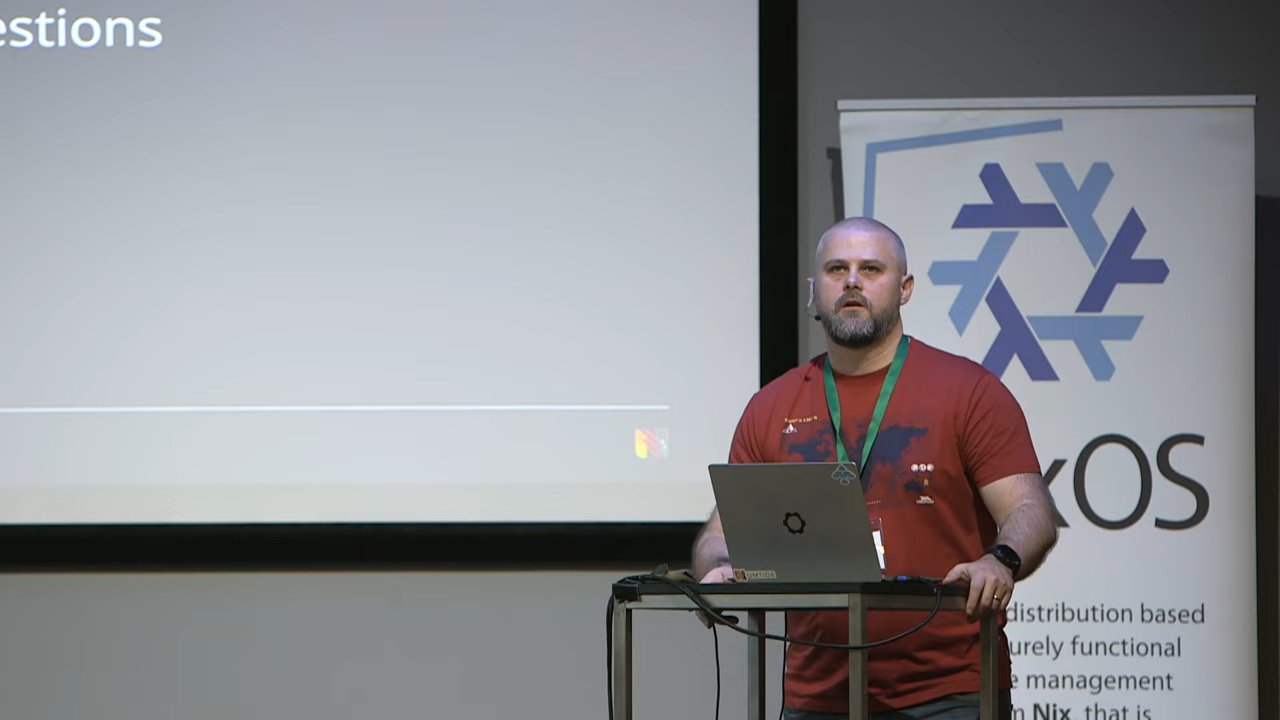 estions
xOS
distribution based
urely functional
e management
n Nix, that is